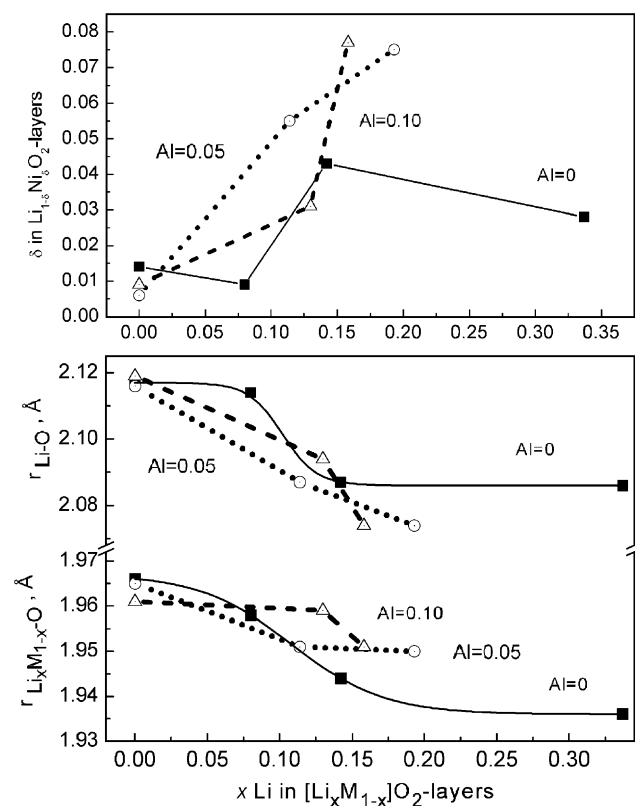 δ in Li1-δNiδO2-layers
0.08
0.07
0.06
0.05
0.04
0.03
0.02
0.01
0.00
Al=0.05
Al=0.10
Al=0
0.00 0.05 0.10 0.15 0.20 0.25 0.30 0.35
rLi-O, Å
2.12
2.10
2.08
Al=0.05
Al=0
rLixM1-x-O, Å
1.97
1.96
1.95
1.94
1.93
Al=0.10
Al=0.05
Al=0
0.00 0.05 0.10 0.15 0.20 0.25 0.30
x Li in [LixM1-x]O2-layers